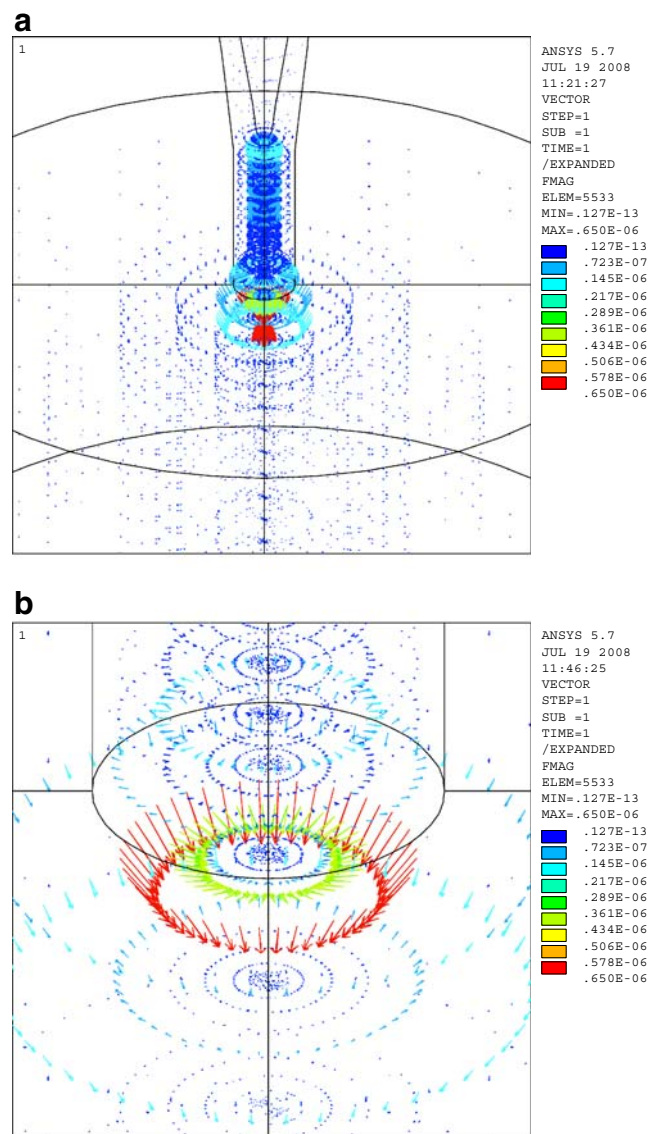 a
1
ANSYS 5.7
JUL 19 2008
11:21:27
VECTOR
STEP=1
SUB =1
TIME=1
/EXPANDED
FMAG
ELEM=5533
MIN=.127E-13
MAX=.650E-06
.127E-13
.723E-07
.145E-06
.217E-06
.289E-06
.361E-06
.434E-06
.506E-06
.578E-06
.650E-06
b
1
ANSYS 5.7
JUL 19 2008
11:46:25
VECTOR
STEP=1
SUB =1
TIME=1
/EXPANDED
FMAG
ELEM=5533
MIN=.127E-13
MAX=.650E-06
.127E-13
.723E-07
.145E-06
.217E-06
.289E-06
.361E-06
.434E-06
.506E-06
.578E-06
.650E-06